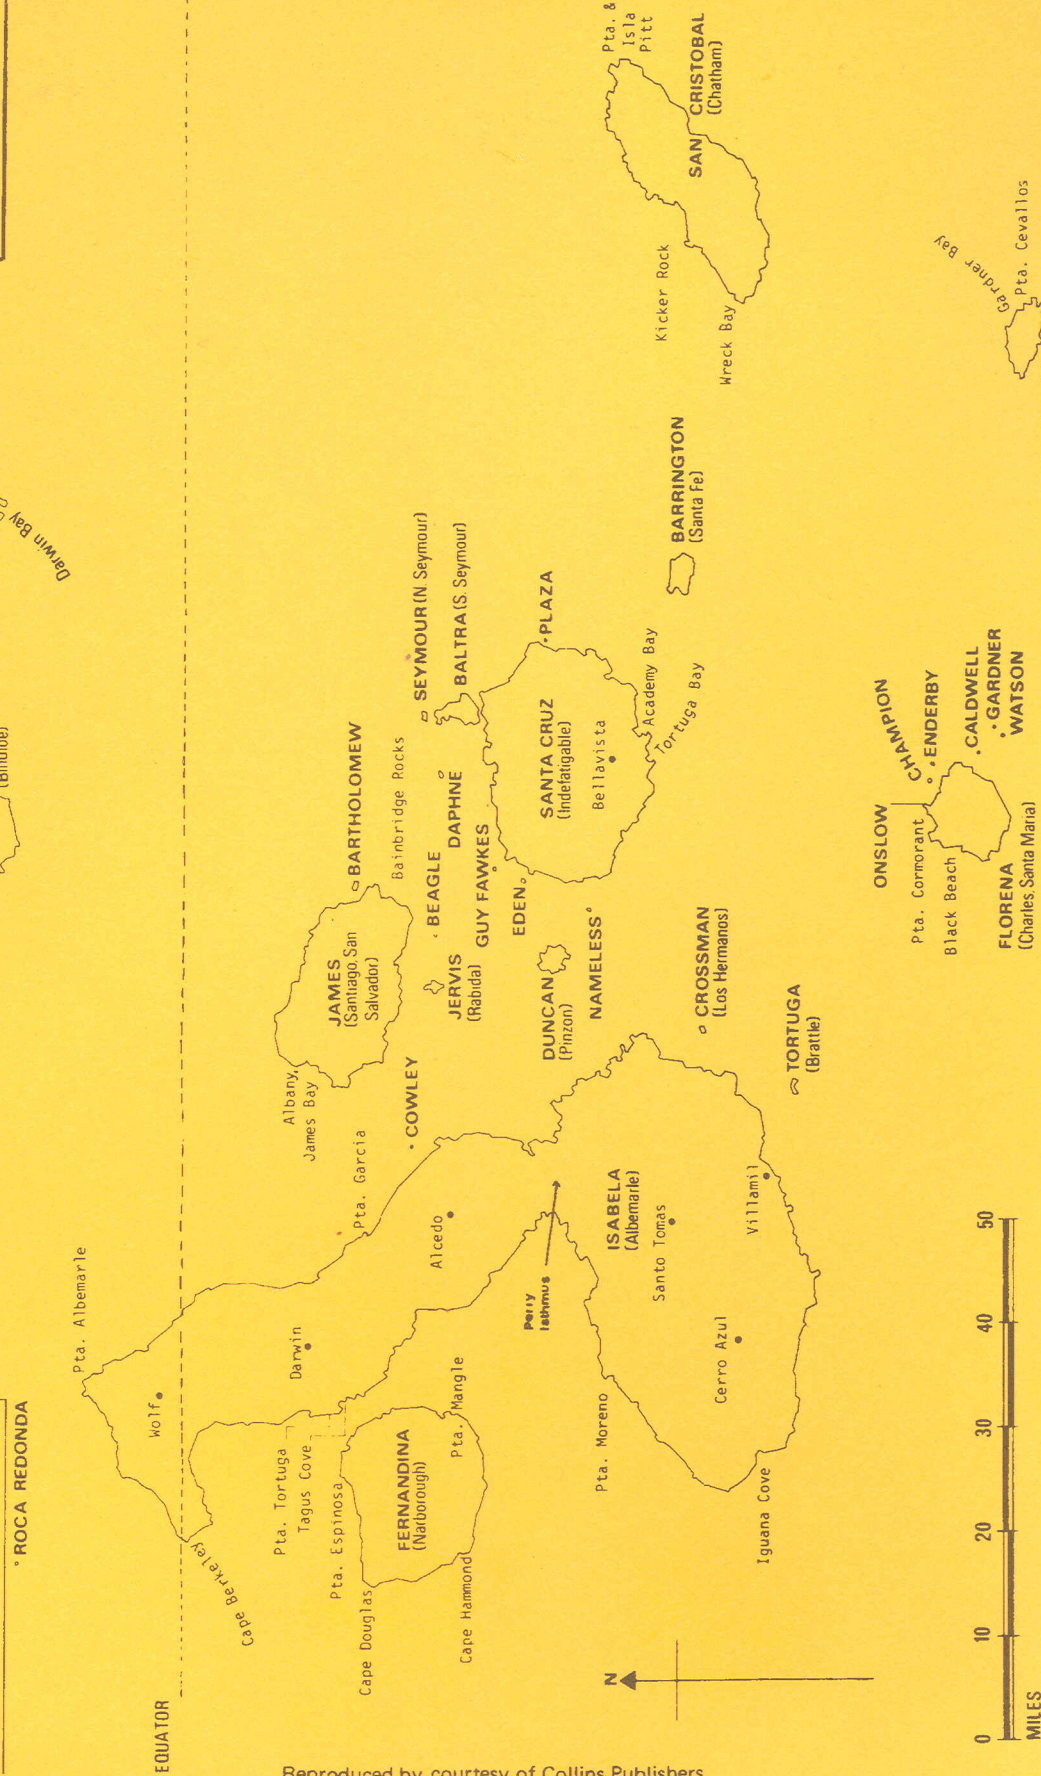 ROCA REDONDA
Pta. Albemarle
Wolf
EQUATOR
Cape Berkeley
Darwin
Pta. Tortuga
Tagus Cove
Pta. Espinosa
Cape Douglas
FERNANDINA
(Narborough)
Pta. Mangle
Cape Hammond
Alcedo
Pta. Garcia
COWLEY
Albany
James Bay
JAMES
(Santiago, San
Salvador)
BARTHOLOMEW
Bainbridge Rocks
BEAGLE
DAPHNE
JERVIS
(Rabida)
GUY FAWKES
EDEN
SEYMOUR (N. Seymour)
BALTRA (S. Seymour)
PLAZA
SANTA CRUZ
(Indefatigable)
Bellavista
Academy Bay
Tortuga Bay
DUNCAN
(Pinzon)
NAMELESS
CROSSMAN
(Los Hermanos)
TORTUGA
(Brattle)
Perry
Isthmus
ISABELA
(Albemarle)
Santo Tomas
Villamil
Cerro Azul
Pta. Moreno
Iguana Cove
BARRINGTON
(Santa Fe)
Darwin Bay
Pta. &
Isla
Pitt
SAN CRISTOBAL
(Chatham)
Kicker Rock
Wreck Bay
Gardner Bay
Pta. Cevallos
ONSLOW
CHAMPION
ENDERBY
CALDWELL
GARDNER
WATSON
Pta. Cormorant
Black Beach
FLORENA
(Charles, Santa Maria)
N
0 10 20 30 40 50
MILES
Reproduced by courtesy of Collins Publishers